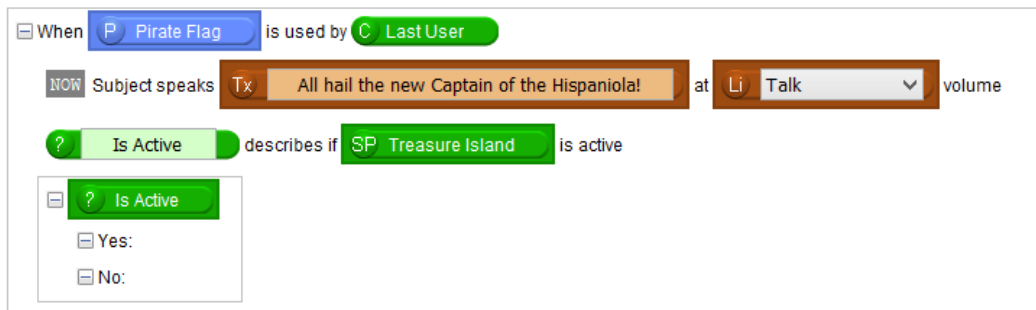 When P Pirate Flag is used by C Last User
NOW Subject speaks Tx All hail the new Captain of the Hispaniola! at Li Talk volume
? Is Active describes if SP Treasure Island is active
? Is Active
Yes:
No: